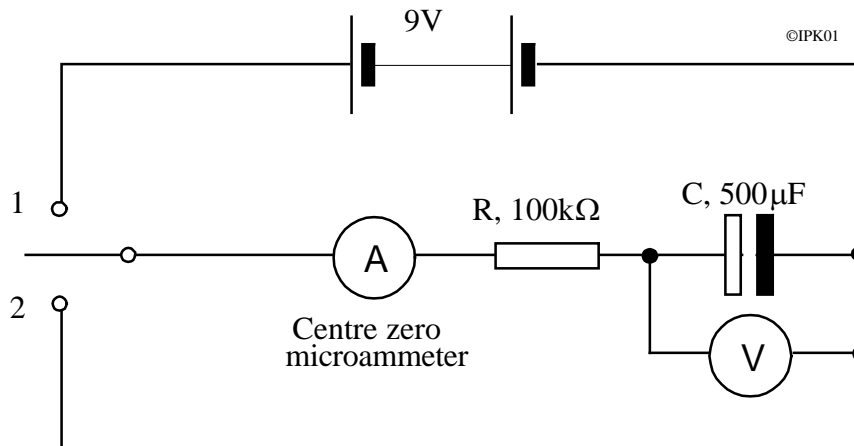 9V
©IPK01
1
R, 100kΩ
C, 500μF
A
2
Centre zero
microammeter
V